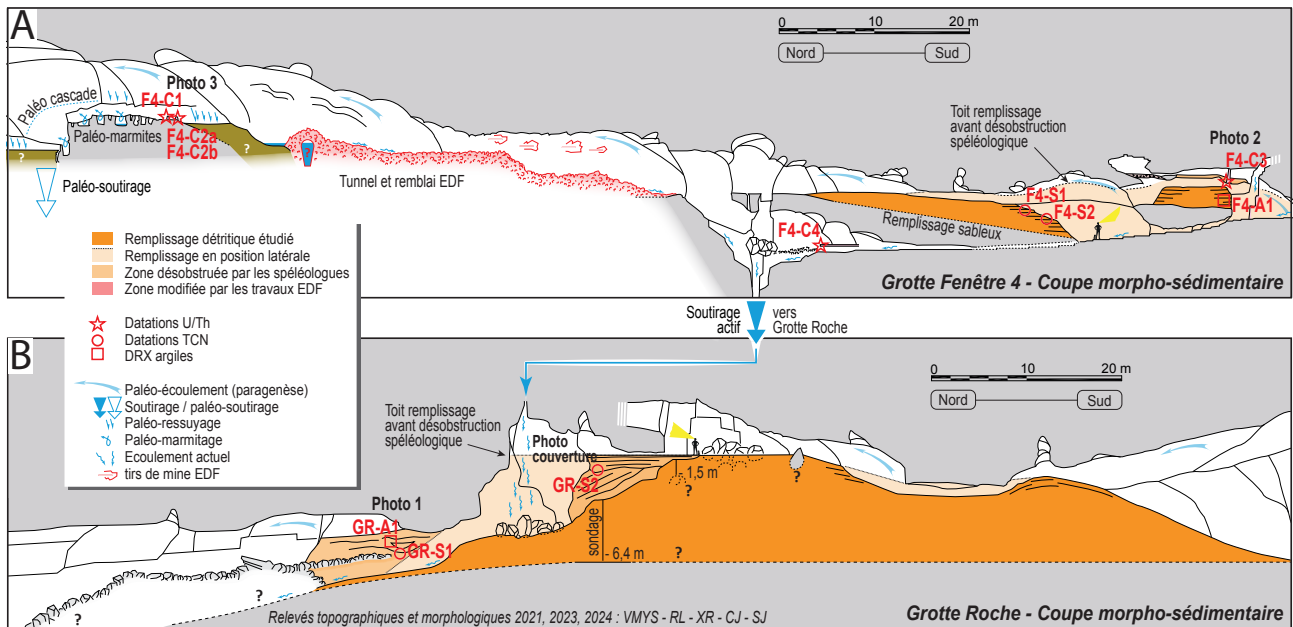 A
0 10 20 m
Nord Sud
Photo 3
F4-C1
Paléo cascade
Paléo-marmites
F4-C2a
F4-C2b
?
?
?
Paléo-soutirage
Tunnel et remblai EDF
Toit remplissage
avant désobstruction
spéléologique
Photo 2
F4-C3
F4-S1
F4-S2
F4-A1
Remplissage sableux
F4-C4
Grotte Fenêtre 4 - Coupe morpho-sédimentaire
Remplissage détritique étudié
Remplissage en position latérale
Zone désobstruée par les spéléologues
Zone modifiée par les travaux EDF
Datations U/Th
Datations TCN
DRX argiles
Paléo-écoulement (paragenèse)
Soutirage / paléo-soutirage
Paléo-ressuyage
Paléo-marmitage
Ecoulement actuel
tirs de mine EDF
Soutirage vers
actif Grotte Roche
B
0 10 20 m
Nord Sud
Toit remplissage
avant désobstruction
spéléologique
Photo
couverture
GR-S2
- 1,5 m
?
?
Photo 1
GR-A1
GR-S1
sondage
- 6,4 m
?
?
?
Relevés topographiques et morphologiques 2021, 2023, 2024 : VMYS - RL - XR - CJ - SJ
Grotte Roche - Coupe morpho-sédimentaire